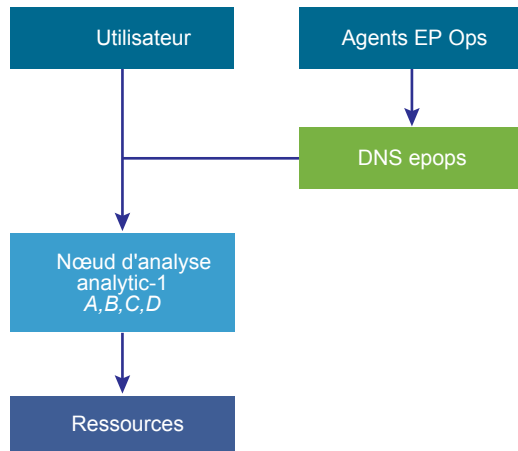 Utilisateur
Agents EP Ops
DNS epops
Nœud d'analyse
analytic-1
A,B,C,D
Ressources